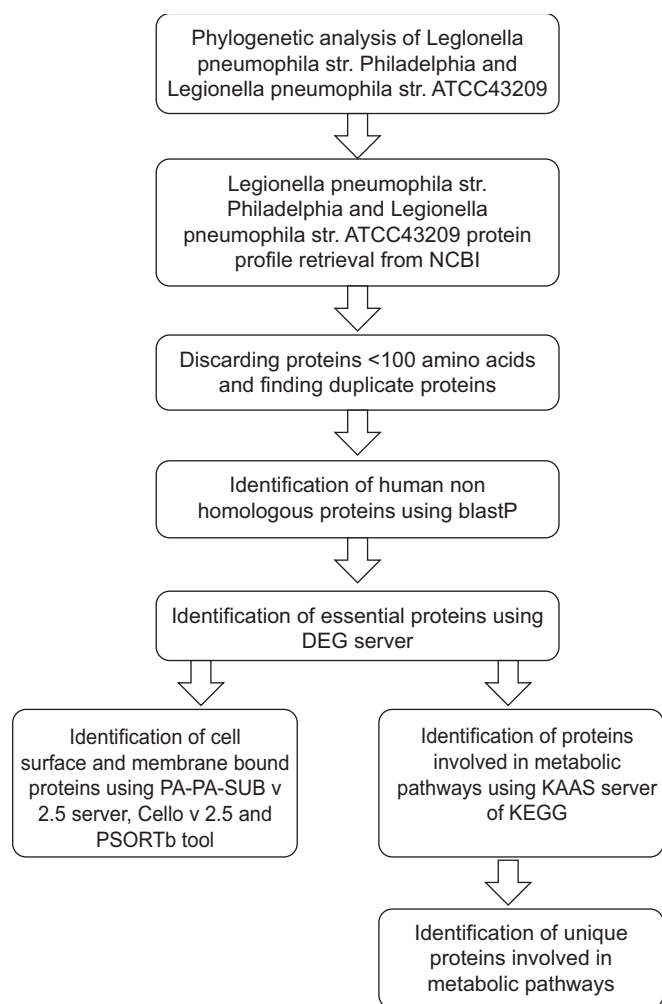 Phylogenetic analysis of Leglonella
pneumophila str. Philadelphia and
Legionella pneumophila str. ATCC43209
Legionella pneumophila str.
Philadelphia and Legionella
pneumophila str. ATCC43209 protein
profile retrieval from NCBI
Discarding proteins <100 amino acids
and finding duplicate proteins
Identification of human non
homologous proteins using blastP
Identification of essential proteins using
DEG server
Identification of cell
surface and membrane bound
proteins using PA-PA-SUB v
2.5 server, Cello v 2.5 and
PSORTb tool
Identification of proteins
involved in metabolic
pathways using KAAS server
of KEGG
Identification of unique
proteins involved in
metabolic pathways